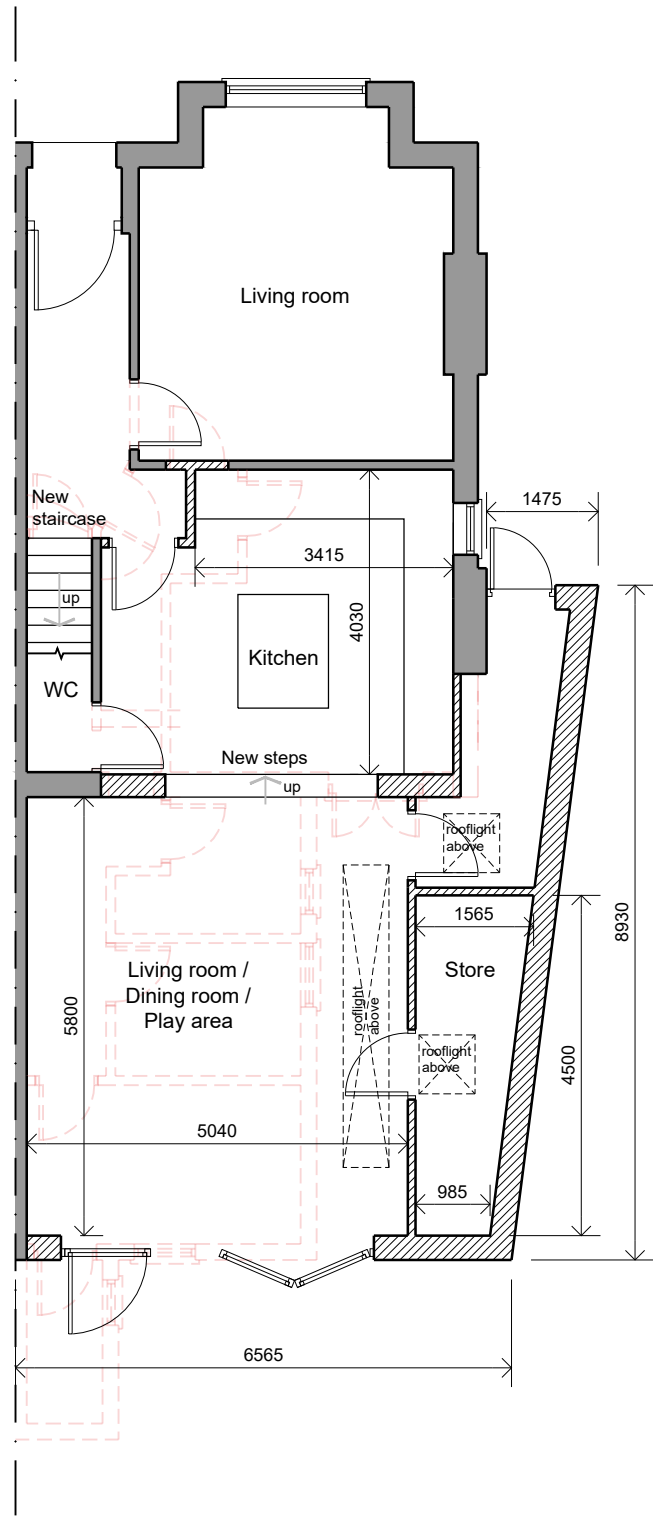 Living room
New
staircase
1475
3415
up
4030
Kitchen
WC
New steps
up
rooflight
above
1565
8930
Living room /
Dining room /
Play area
Store
5800
rooflight
above
rooflight
above
4500
5040
985
6565